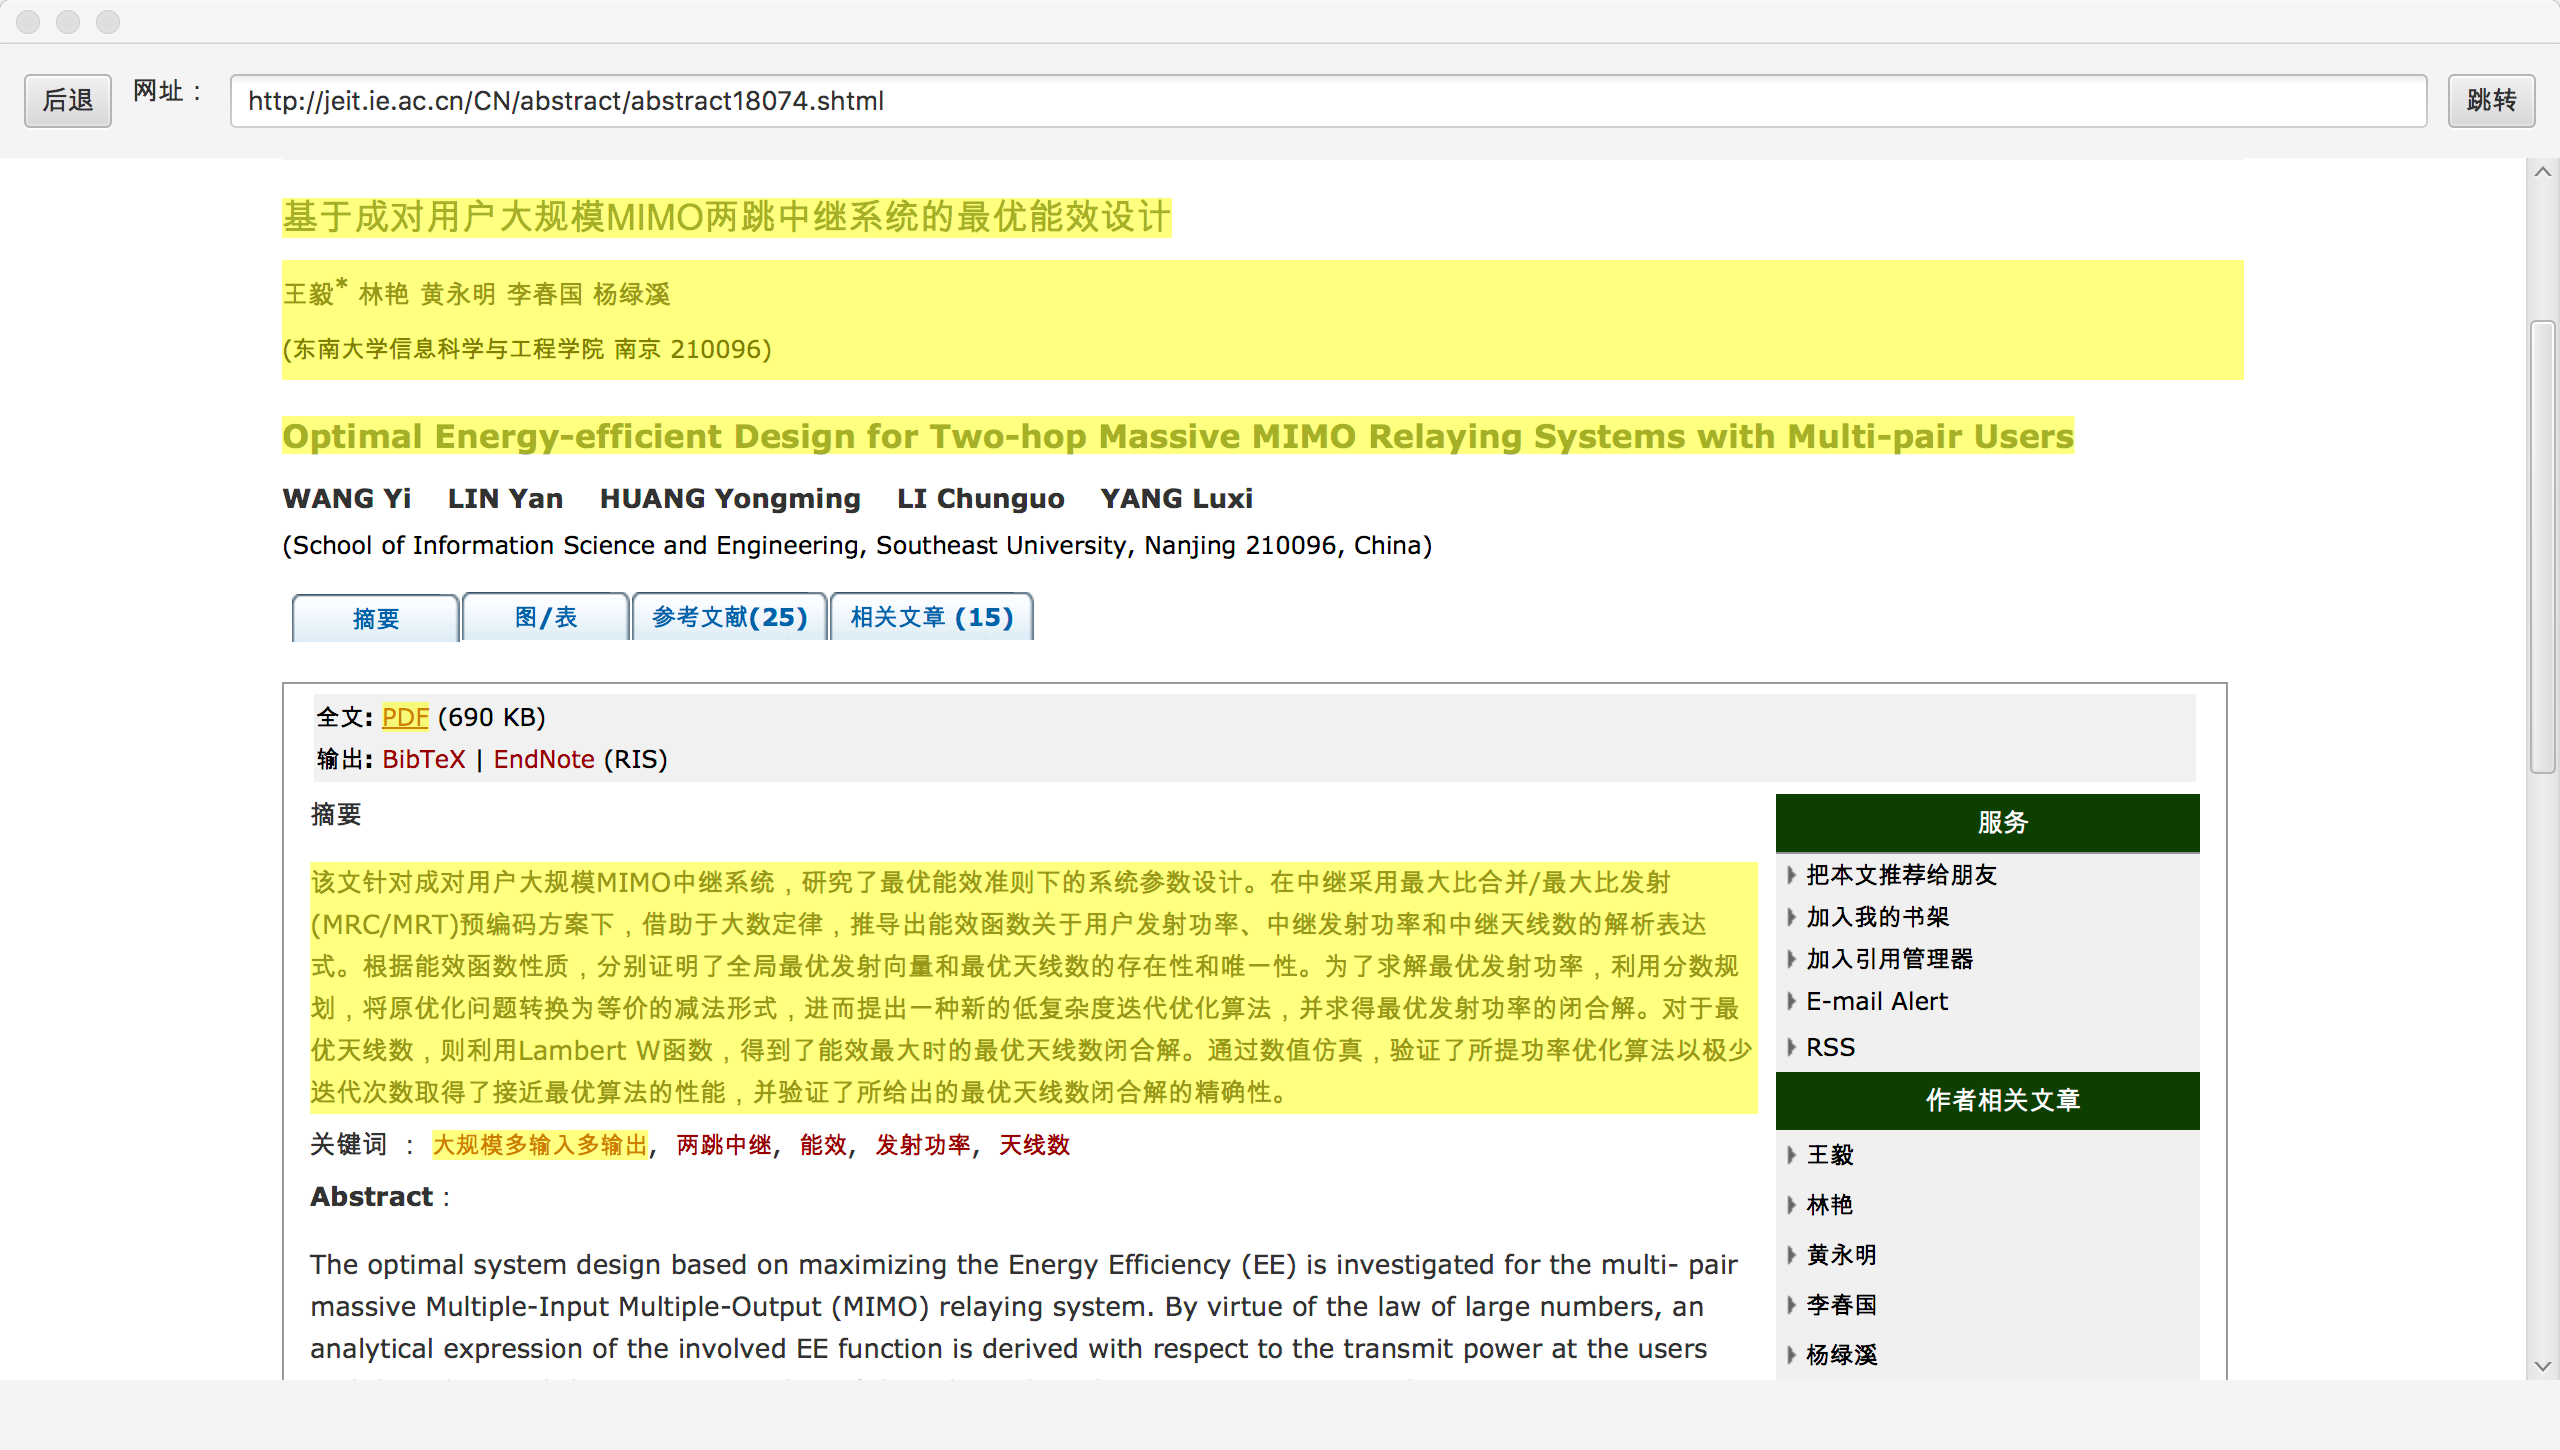 后退 网址： http://jeit.ie.ac.cn/CN/abstract/abstract18074.shtml 跳转
基于成对用户大规模MIMO两跳中继系统的最优能效设计
王毅* 林艳 黄永明 李春国 杨绿溪
(东南大学信息科学与工程学院 南京 210096)
Optimal Energy-efficient Design for Two-hop Massive MIMO Relaying Systems with Multi-pair Users
WANG Yi LIN Yan HUANG Yongming LI Chunguo YANG Luxi
(School of Information Science and Engineering, Southeast University, Nanjing 210096, China)
摘要 图/表 参考文献(25) 相关文章 (15)
全文: PDF (690 KB)
输出: BibTeX | EndNote (RIS)
摘要
该文针对成对用户大规模MIMO中继系统，研究了最优能效准则下的系统参数设计。在中继采用最大比合并/最大比发射
(MRC/MRT)预编码方案下，借助于大数定律，推导出能效函数关于用户发射功率、中继发射功率和中继天线数的解析表达
式。根据能效函数性质，分别证明了全局最优发射向量和最优天线数的存在性和唯一性。为了求解最优发射功率，利用分数规
划，将原优化问题转换为等价的减法形式，进而提出一种新的低复杂度迭代优化算法，并求得最优发射功率的闭合解。对于最
优天线数，则利用Lambert W函数，得到了能效最大时的最优天线数闭合解。通过数值仿真，验证了所提功率优化算法以极少
迭代次数取得了接近最优算法的性能，并验证了所给出的最优天线数闭合解的精确性。
关键词 ： 大规模多输入多输出, 两跳中继, 能效, 发射功率, 天线数
Abstract：
The optimal system design based on maximizing the Energy Efficiency (EE) is investigated for the multi- pair
massive Multiple-Input Multiple-Output (MIMO) relaying system. By virtue of the law of large numbers, an
analytical expression of the involved EE function is derived with respect to the transmit power at the users
服务
把本文推荐给朋友
加入我的书架
加入引用管理器
E-mail Alert
RSS
作者相关文章
王毅
林艳
黄永明
李春国
杨绿溪